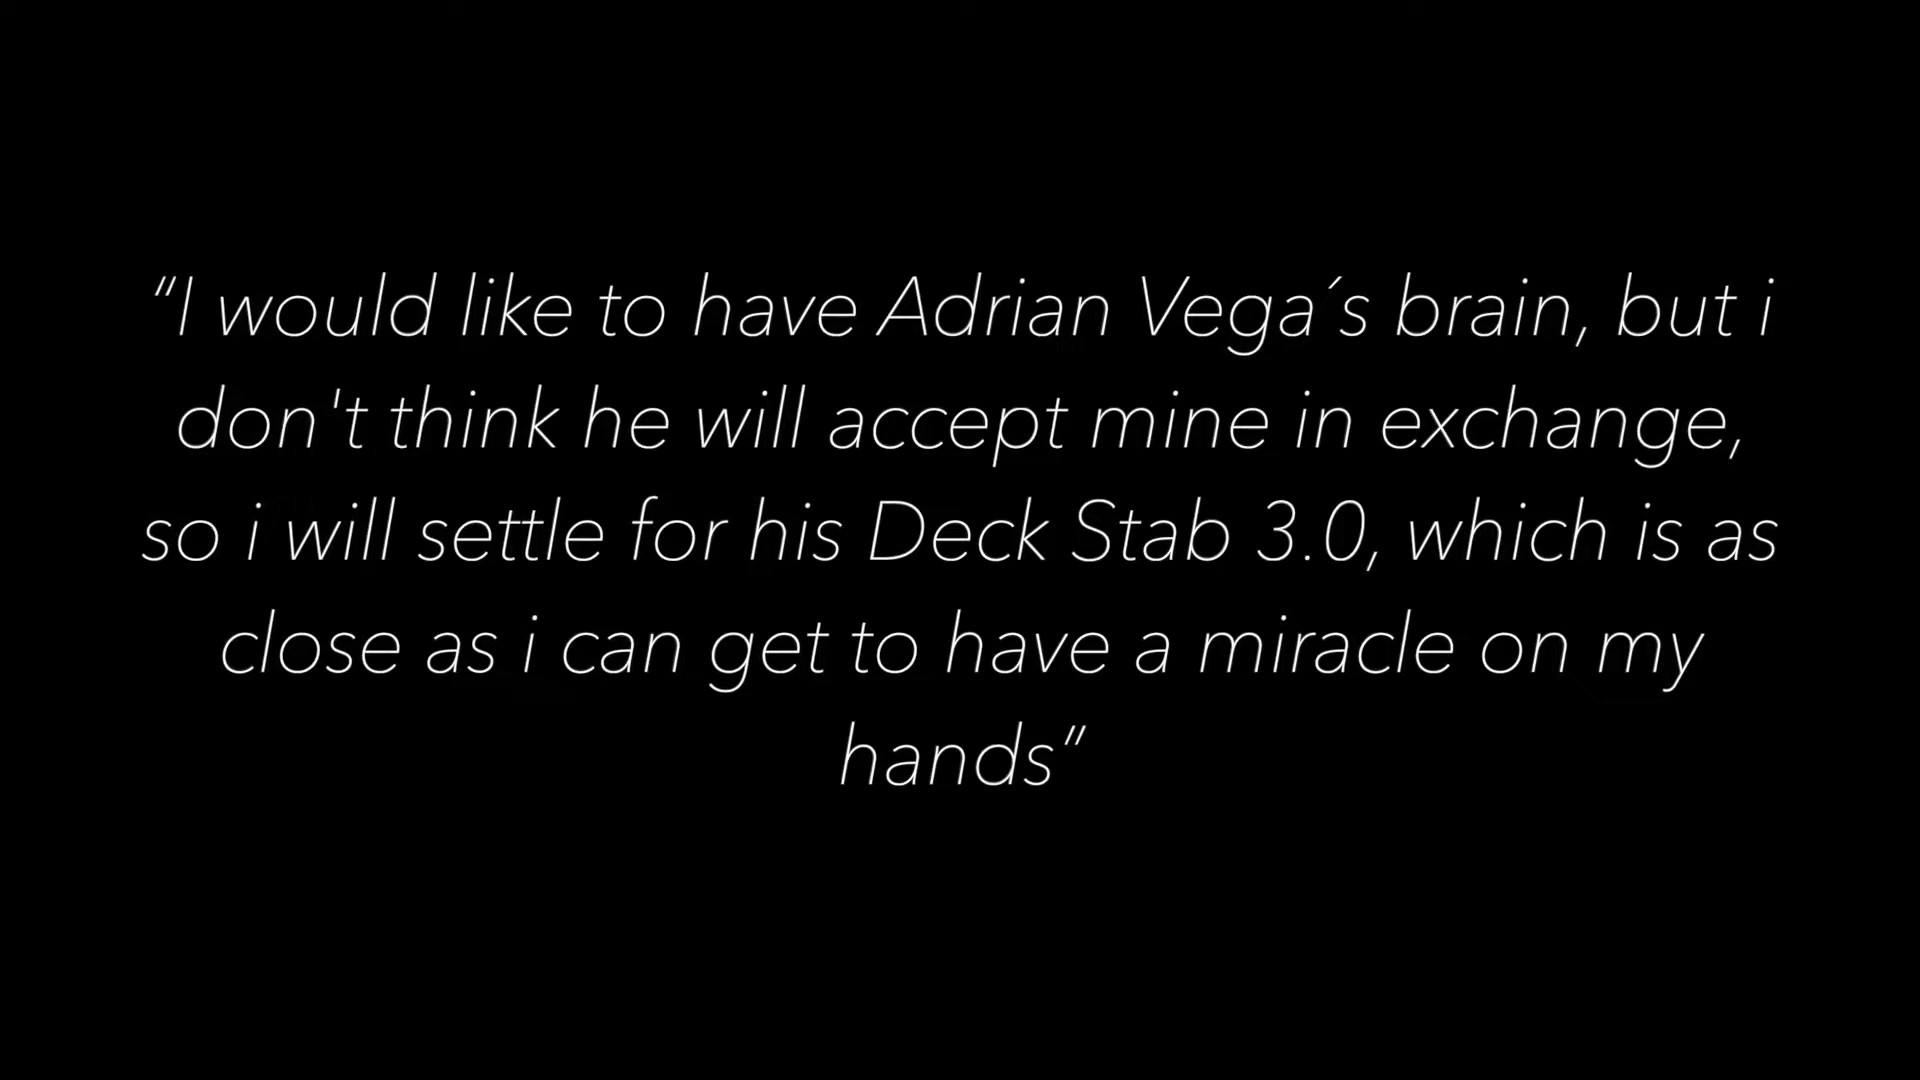 “I would like to have Adrian Vega´s brain, but i
don't think he will accept mine in exchange,
so i will settle for his Deck Stab 3.0, which is as
close as i can get to have a miracle on my
hands”